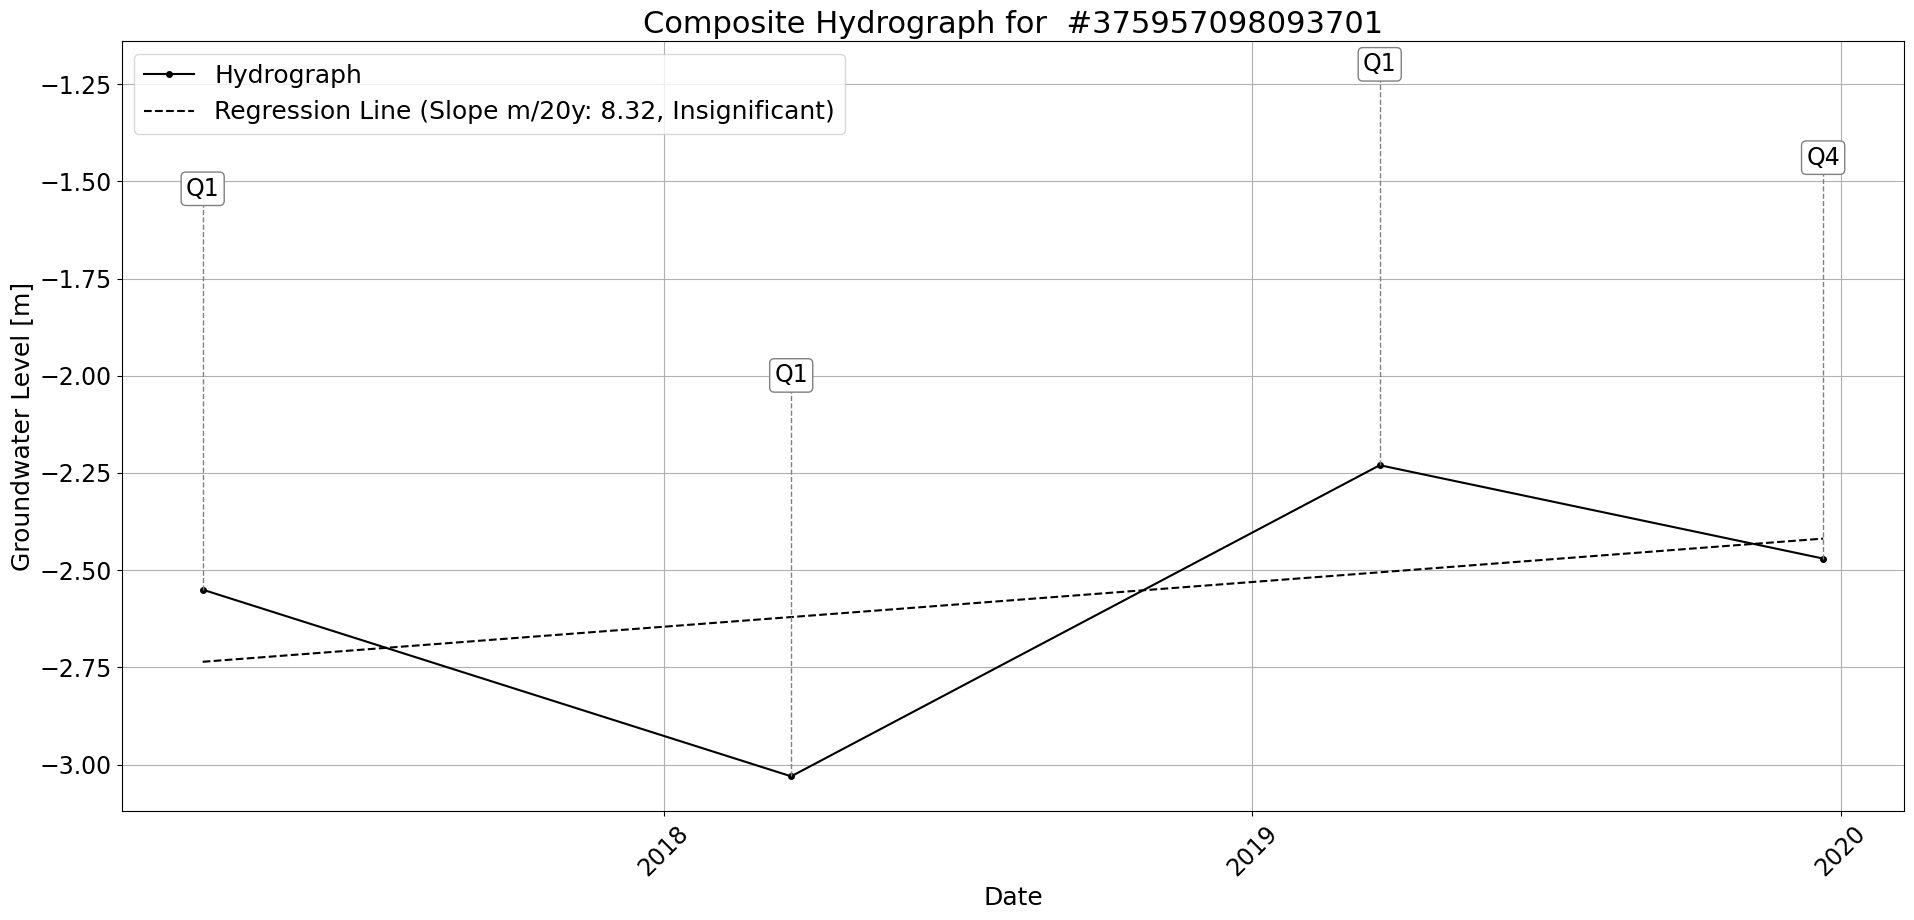 Composite Hydrograph for  #375957098093701
Hydrograph
Regression Line (Slope m/20y: 8.32, Insignificant)
Q1
Q1
Q1
Q4
Groundwater Level [m]
−1.25
−1.50
−1.75
−2.00
−2.25
−2.50
−2.75
−3.00
2018
2019
2020
Date